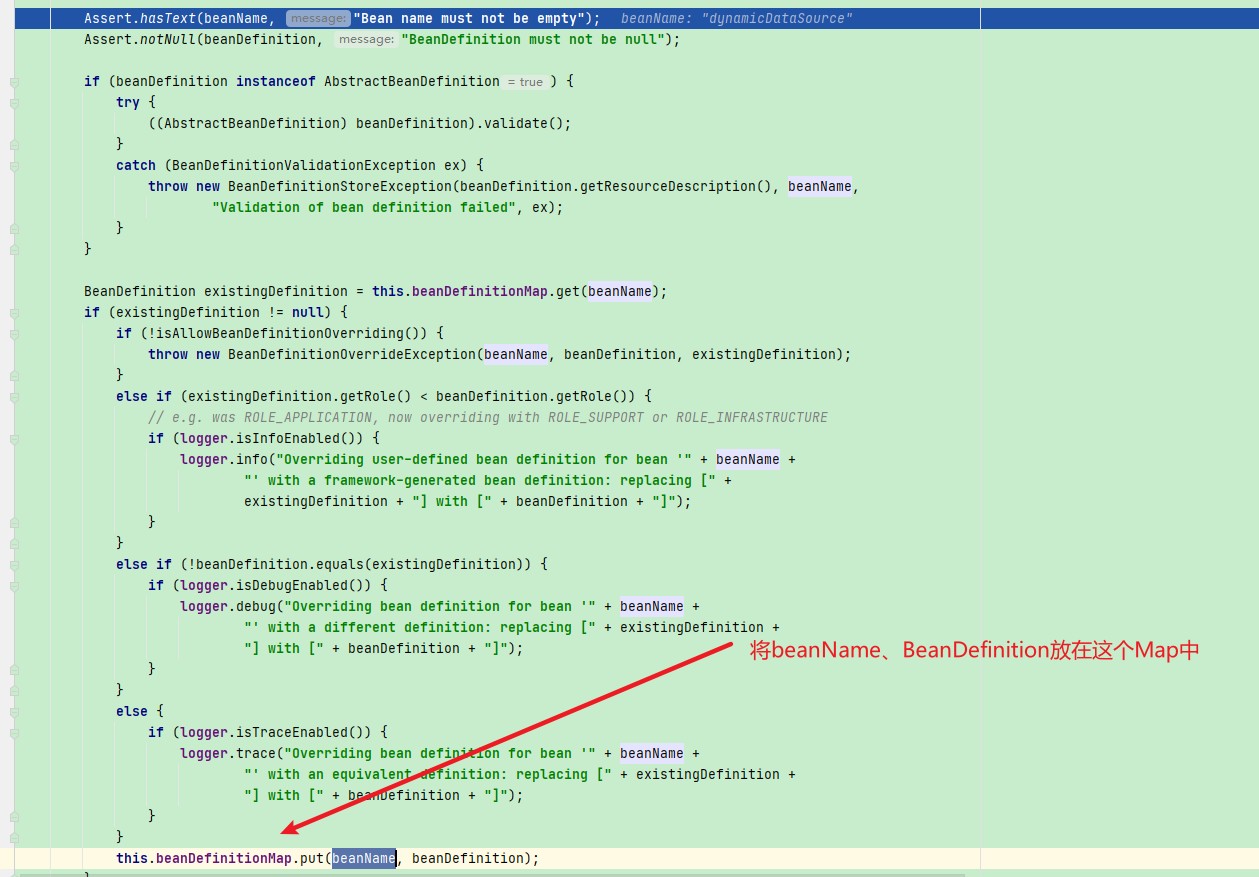 Assert.hasText(beanName, message: "Bean name must not be empty"); beanName: "dynamicDataSource"
Assert.notNull(beanDefinition, message: "BeanDefinition must not be null");
if (beanDefinition instanceof AbstractBeanDefinition = true ) {
try {
((AbstractBeanDefinition) beanDefinition).validate();
}
catch (BeanDefinitionValidationException ex) {
throw new BeanDefinitionStoreException(beanDefinition.getResourceDescription(), beanName,
"Validation of bean definition failed", ex);
}
}
BeanDefinition existingDefinition = this.beanDefinitionMap.get(beanName);
if (existingDefinition != null) {
if (!isAllowBeanDefinitionOverriding()) {
throw new BeanDefinitionOverrideException(beanName, beanDefinition, existingDefinition);
}
else if (existingDefinition.getRole() < beanDefinition.getRole()) {
// e.g. was ROLE_APPLICATION, now overriding with ROLE_SUPPORT or ROLE_INFRASTRUCTURE
if (logger.isInfoEnabled()) {
logger.info("Overriding user-defined bean definition for bean '" + beanName +
"' with a framework-generated bean definition: replacing [" +
existingDefinition + "] with [" + beanDefinition + "]");
}
}
else if (!beanDefinition.equals(existingDefinition)) {
if (logger.isDebugEnabled()) {
logger.debug("Overriding bean definition for bean '" + beanName +
"' with a different definition: replacing [" + existingDefinition +
"] with [" + beanDefinition + "]");
将beanName、BeanDefinition放在这个Map中
}
}
else {
if (logger.isTraceEnabled()) {
logger.trace("Overriding bean definition for bean '" + beanName +
"' with an equivalent definition: replacing [" + existingDefinition +
"] with [" + beanDefinition + "]");
}
}
this.beanDefinitionMap.put(beanName, beanDefinition);
}